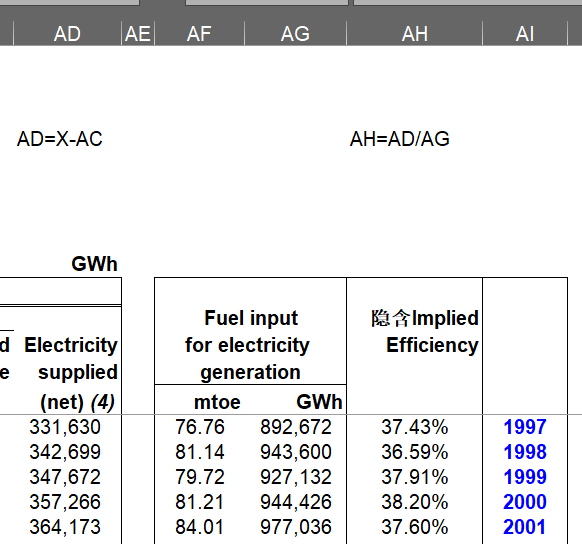 AD AE AF AG AH AI
AD=X-AC AH=AD/AG
GWh
Fuel input 隐含Implied
d Electricity for electricity Efficiency
e supplied generation
(net) (4) mtoe GWh
331,630 76.76 892,672 37.43% 1997
342,699 81.14 943,600 36.59% 1998
347,672 79.72 927,132 37.91% 1999
357,266 81.21 944,426 38.20% 2000
364,173 84.01 977,036 37.60% 2001